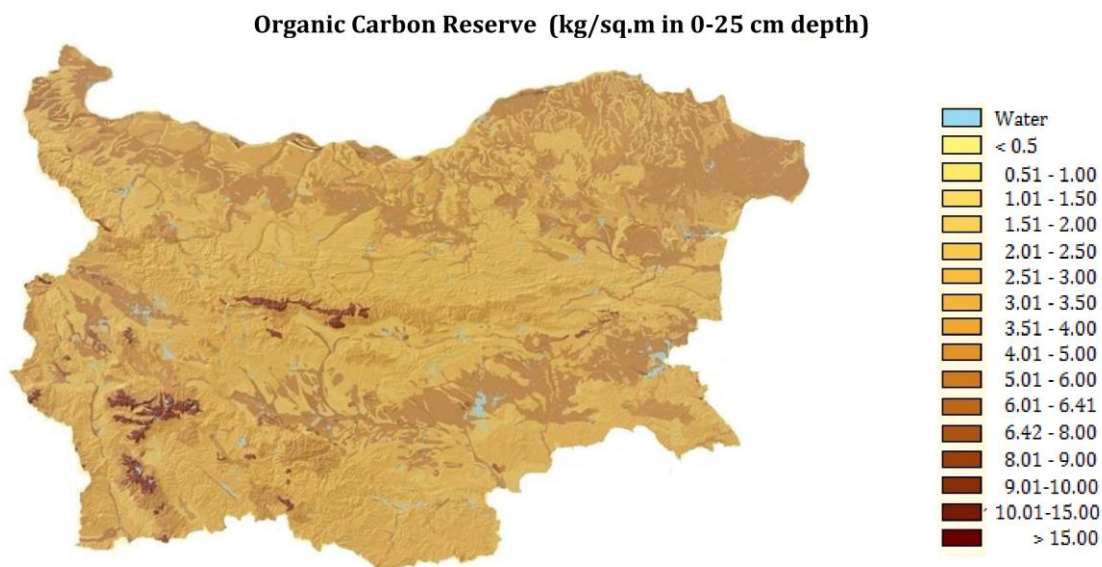 Organic Carbon Reserve (kg/sq.m in 0-25 cm depth)
Water
< 0.5
0.51 - 1.00
1.01 - 1.50
1.51 - 2.00
2.01 - 2.50
2.51 - 3.00
3.01 - 3.50
3.51 - 4.00
4.01 - 5.00
5.01 - 6.00
6.01 - 6.41
6.42 - 8.00
8.01 - 9.00
9.01-10.00
10.01-15.00
> 15.00